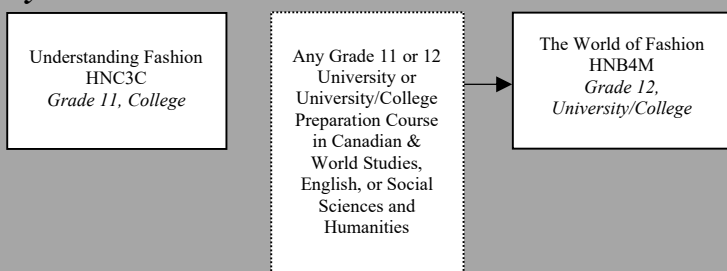 Understanding Fashion
HNC3C
Grade 11, College
Any Grade 11 or 12
University or
University/College
Preparation Course
in Canadian &
World Studies,
English, or Social
Sciences and
Humanities
The World of Fashion
HNB4M
Grade 12,
University/College